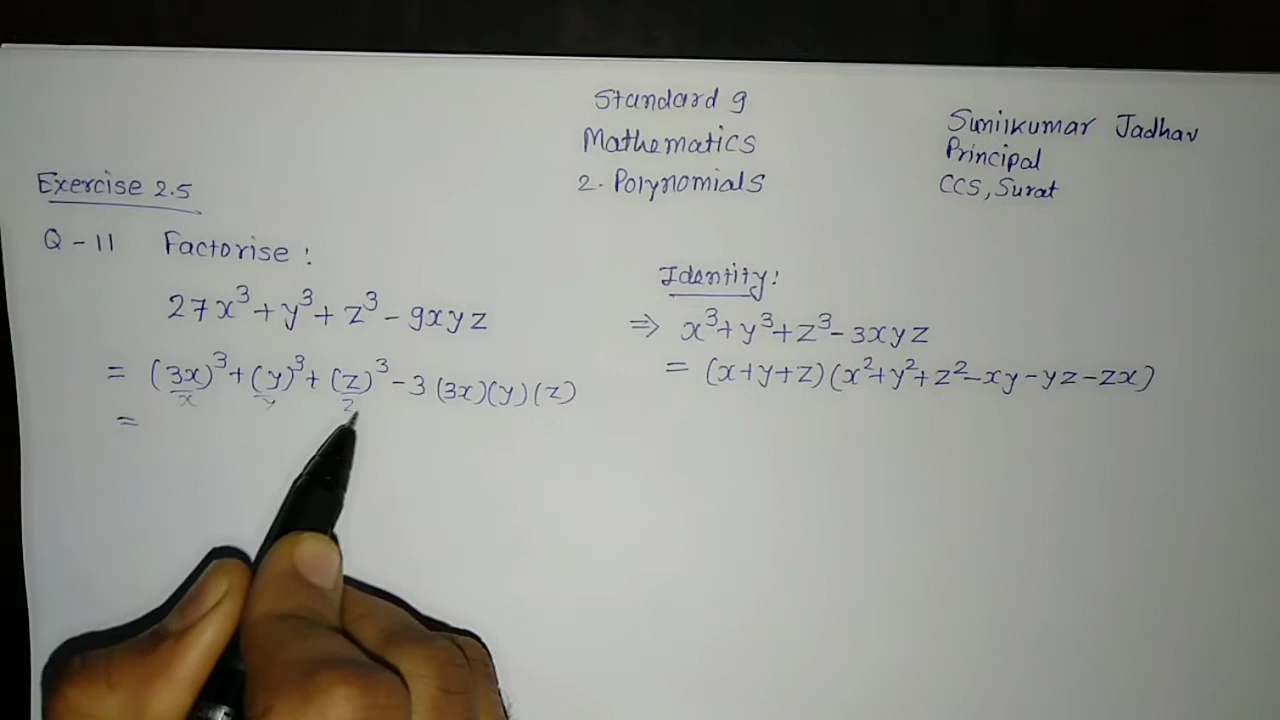 Standard 9
Mathematics
2. Polynomials
Sunilkumar Jadhav
Principal
CCS, Surat
Exercise 2.5
Q - 11 Factorise :
27x³ + y³ + z³ - 9xyz
= (3x)³ + (y)³ + (z)³ - 3 (3x)(y)(z)
x y z
=
Identity:
⇒ x³ + y³ + z³ - 3xyz
= (x+y+z)(x²+y²+z²-xy-yz-zx)